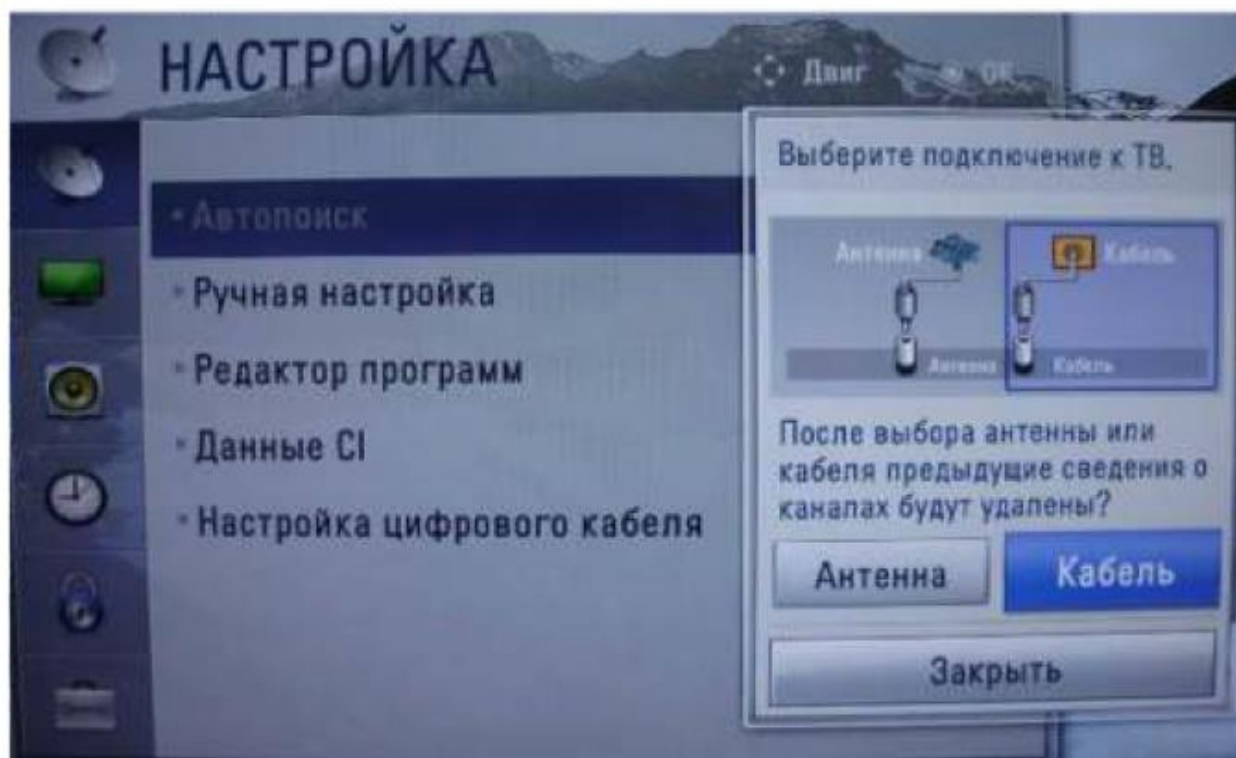 НАСТРОЙКА
Двиг
OK
• Автопоиск
• Ручная настройка
• Редактор программ
• Данные CI
• Настройка цифрового кабеля
Выберите подключение к ТВ.
Антенна
Кабель
Антенна
Кабель
После выбора антенны или
кабеля предыдущие сведения о
каналах будут удалены?
Антенна
Кабель
Закрыть